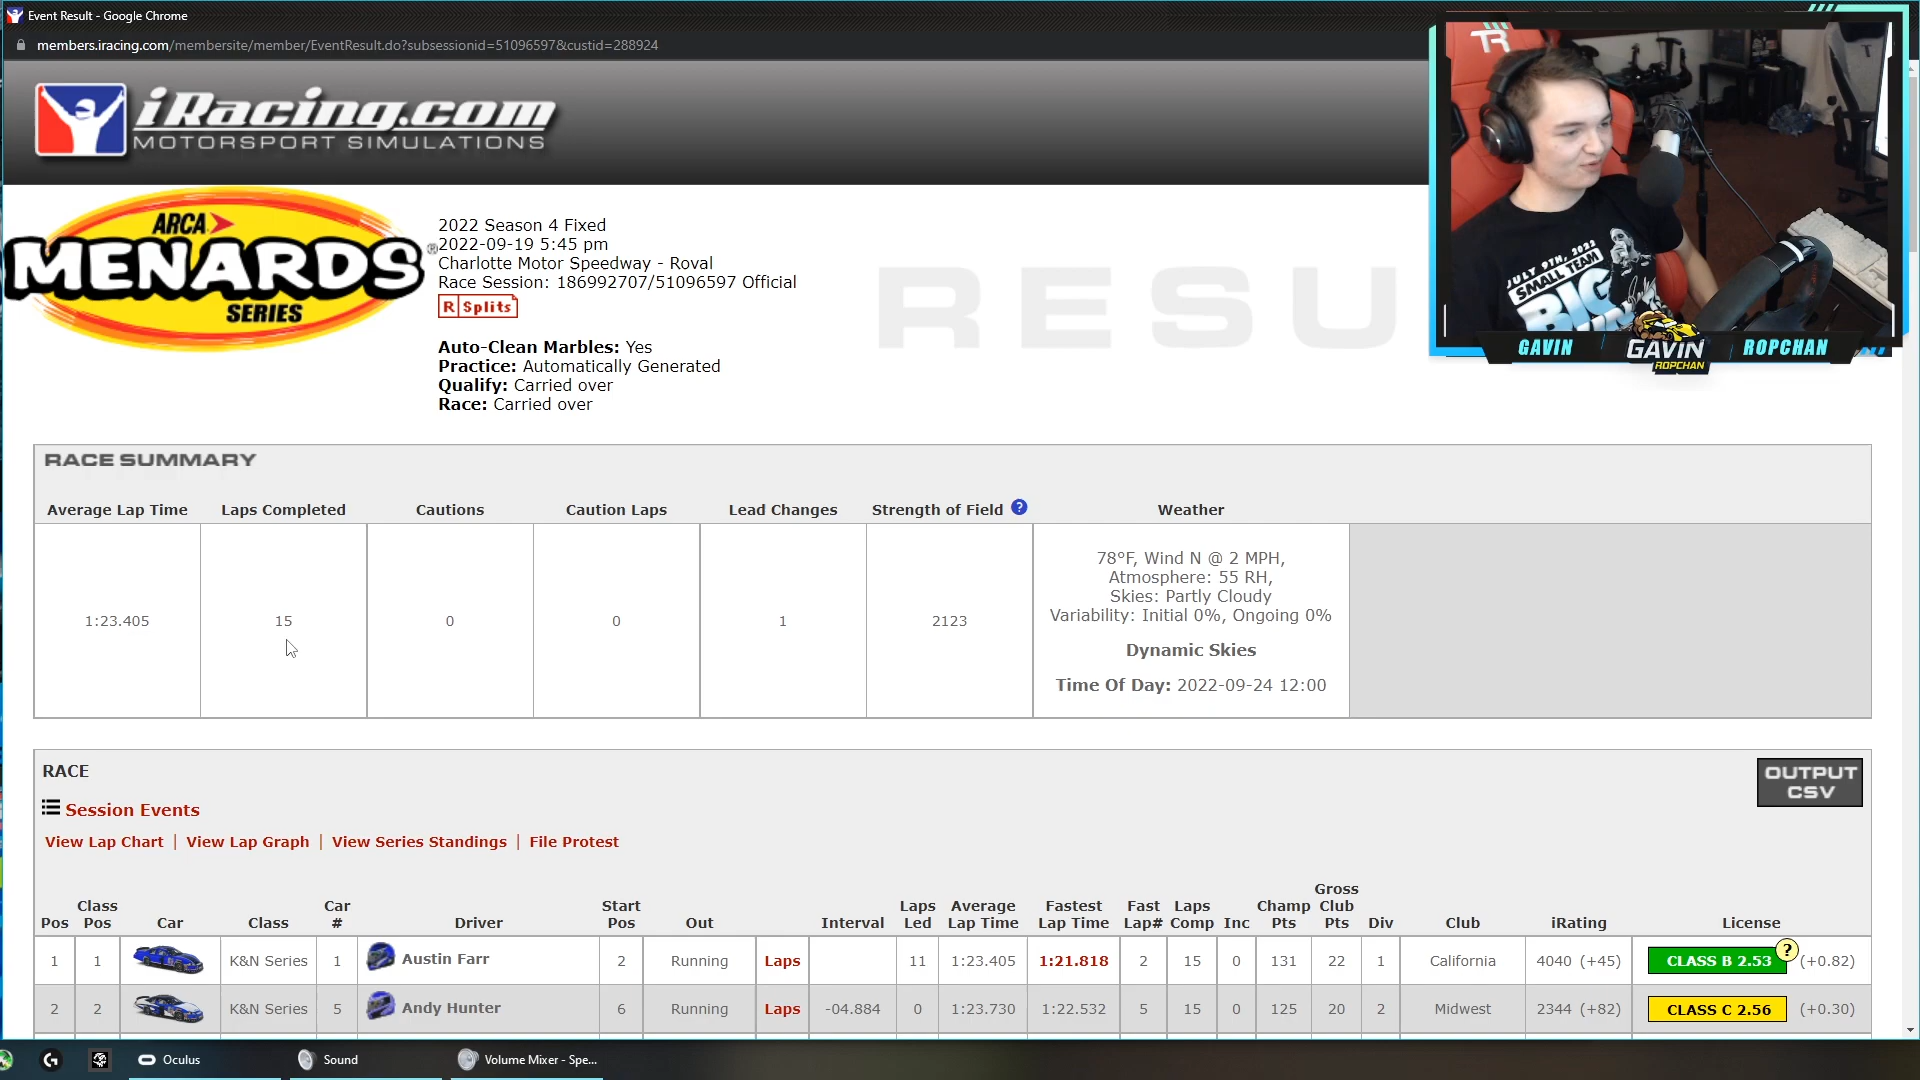 Event Result - Google Chrome
members.iracing.com/membersite/member/EventResult.do?subsessionid=51096597&custid=288924
iRacing.com
MOTORSPORT SIMULATIONS
ARCA
MENARDS®
SERIES
2022 Season 4 Fixed
2022-09-19 5:45 pm
Charlotte Motor Speedway - Roval
Race Session: 186992707/51096597 Official
R Splits
Auto-Clean Marbles: Yes
Practice: Automatically Generated
Qualify: Carried over
Race: Carried over
RESU
TR
JULY 9TH, 2022
SMALL TEAM
BIG
GAVIN
GAVIN
ROPCHAN
ROPCHAN
RACE SUMMARY
Average Lap Time Laps Completed Cautions Caution Laps Lead Changes Strength of Field ? Weather
1:23.405 15 0 0 1 2123
78°F, Wind N @ 2 MPH,
Atmosphere: 55 RH,
Skies: Partly Cloudy
Variability: Initial 0%, Ongoing 0%
Dynamic Skies
Time Of Day: 2022-09-24 12:00
RACE
OUTPUT
CSV
Session Events
View Lap Chart | View Lap Graph | View Series Standings | File Protest
Pos Class Pos Car Class Car # Driver Start Pos Out Interval Laps Led Average Lap Time Fastest Lap Time Fast Lap# Laps Comp Inc Champ Pts Gross Club Pts Div Club iRating License
1 1 K&N Series 1 Austin Farr 2 Running Laps 11 1:23.405 1:21.818 2 15 0 131 22 1 California 4040 (+45) CLASS B 2.53 ? (+0.82)
2 2 K&N Series 5 Andy Hunter 6 Running Laps -04.884 0 1:23.730 1:22.532 5 15 0 125 20 2 Midwest 2344 (+82) CLASS C 2.56 (+0.30)
Oculus Sound Volume Mixer - Spe...